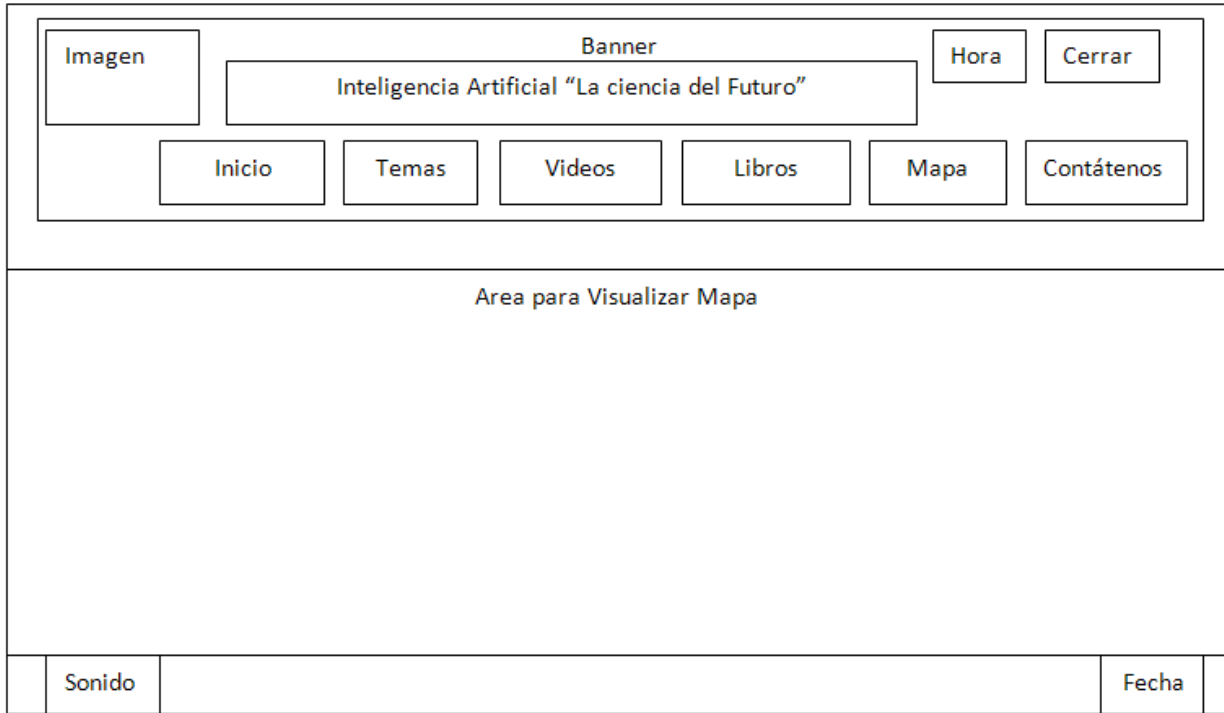 Imagen
Banner
Hora
Cerrar
Inteligencia Artificial “La ciencia del Futuro”
Inicio
Temas
Videos
Libros
Mapa
Contátenos
Area para Visualizar Mapa
Sonido
Fecha